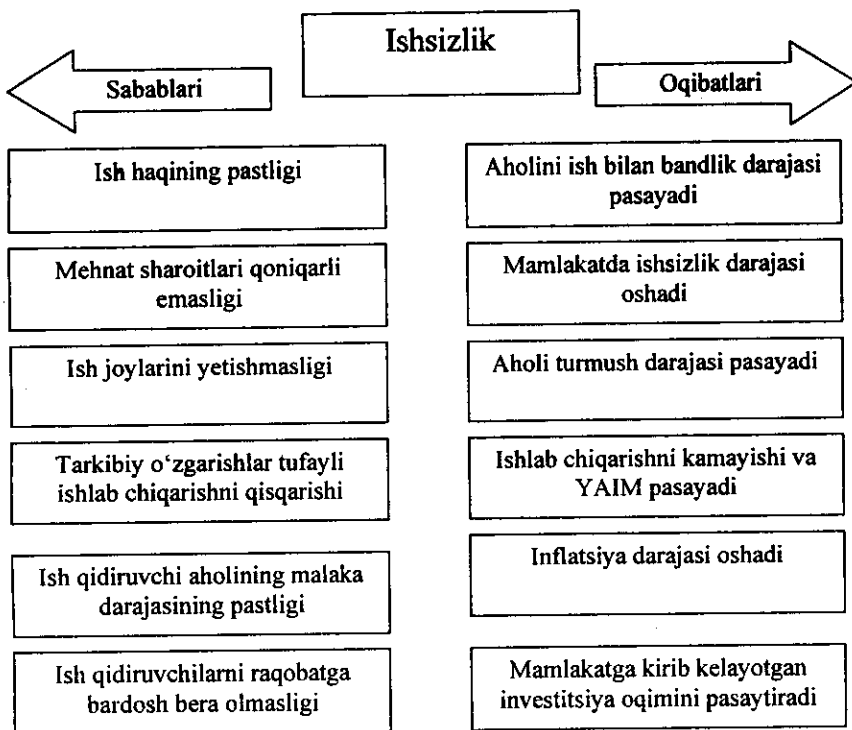 Ishsizlik
Sabablari
Oqibatlari
Ish haqining pastligi
Mehnat sharoitlari qoniqarli
emasligi
Ish joylarini yetishmasligi
Tarkibiy o‘zgarishlar tufayli
ishlab chiqarishni qisqarishi
Ish qidiruvchi aholining malaka
darajasining pastligi
Ish qidiruvchilarni raqobatga
bardosh bera olmasligi
Aholini ish bilan bandlik darajasi
pasayadi
Mamlakatda ishsizlik darajasi
oshadi
Aholi turmush darajasi pasayadi
Ishlab chiqarishni kamayishi va
YAIM pasayadi
Inflatsiya darajasi oshadi
Mamlakatga kirib kelayotgan
investitsiya oqimini pasaytiradi